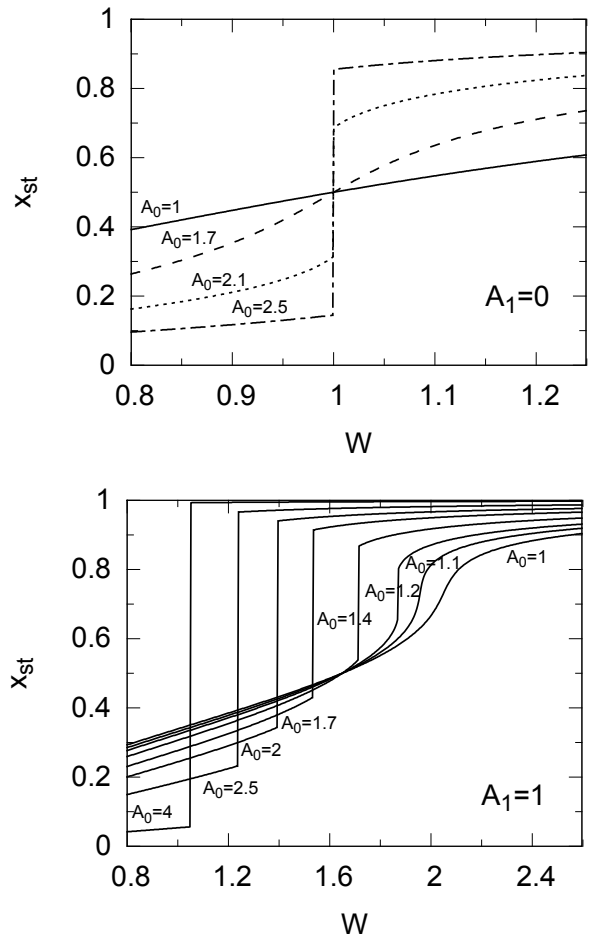 1
0.8
0.6
0.4
0.2
0
x_st
A_0=1
A_0=1.7
A_0=2.1
A_0=2.5
A_1=0
0.8 0.9 1 1.1 1.2
W
1
0.8
0.6
0.4
0.2
0
x_st
A_0=1
A_0=1.1
A_0=1.2
A_0=1.4
A_0=1.7
A_0=2
A_0=2.5
A_0=4
A_1=1
0.8 1.2 1.6 2 2.4
W